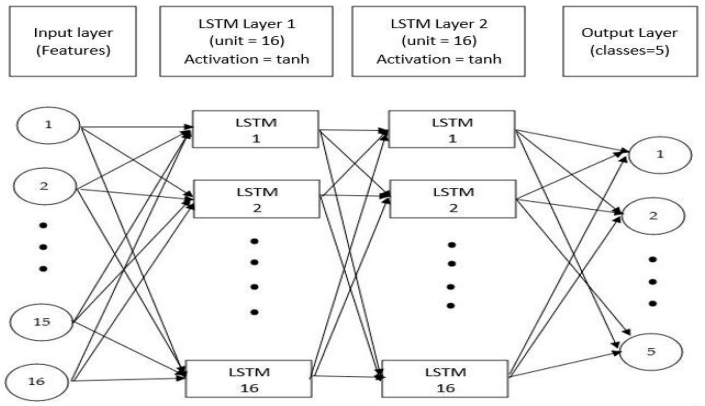 Input layer
(Features)
LSTM Layer 1
(unit = 16)
Activation = tanh
LSTM Layer 2
(unit = 16)
Activation = tanh
Output Layer
(classes=5)
1
2
15
16
LSTM
1
LSTM
2
LSTM
16
LSTM
1
LSTM
2
LSTM
16
1
2
5